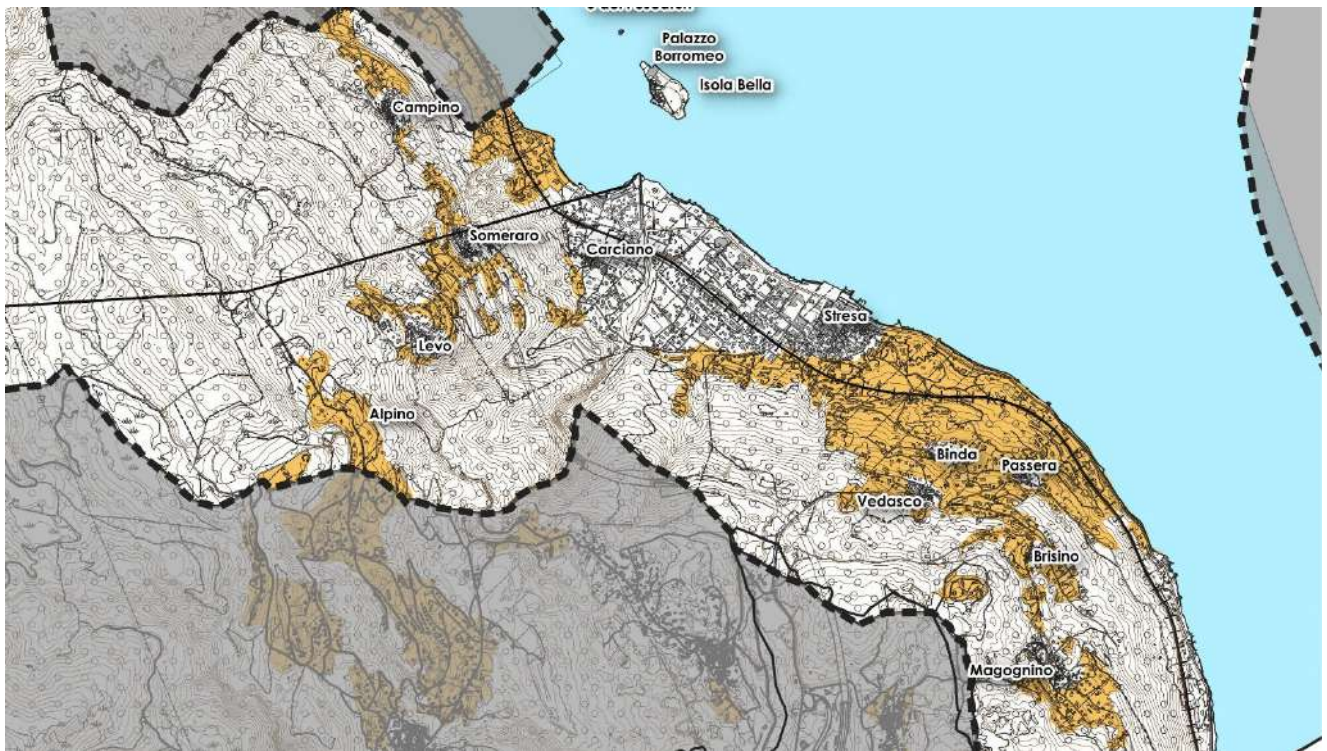 Palazzo
Borromeo
Isola Bella
Campino
Someraro
Carciano
Stresa
Levo
Alpino
Binda
Passera
Vedasco
Brisino
Magognino